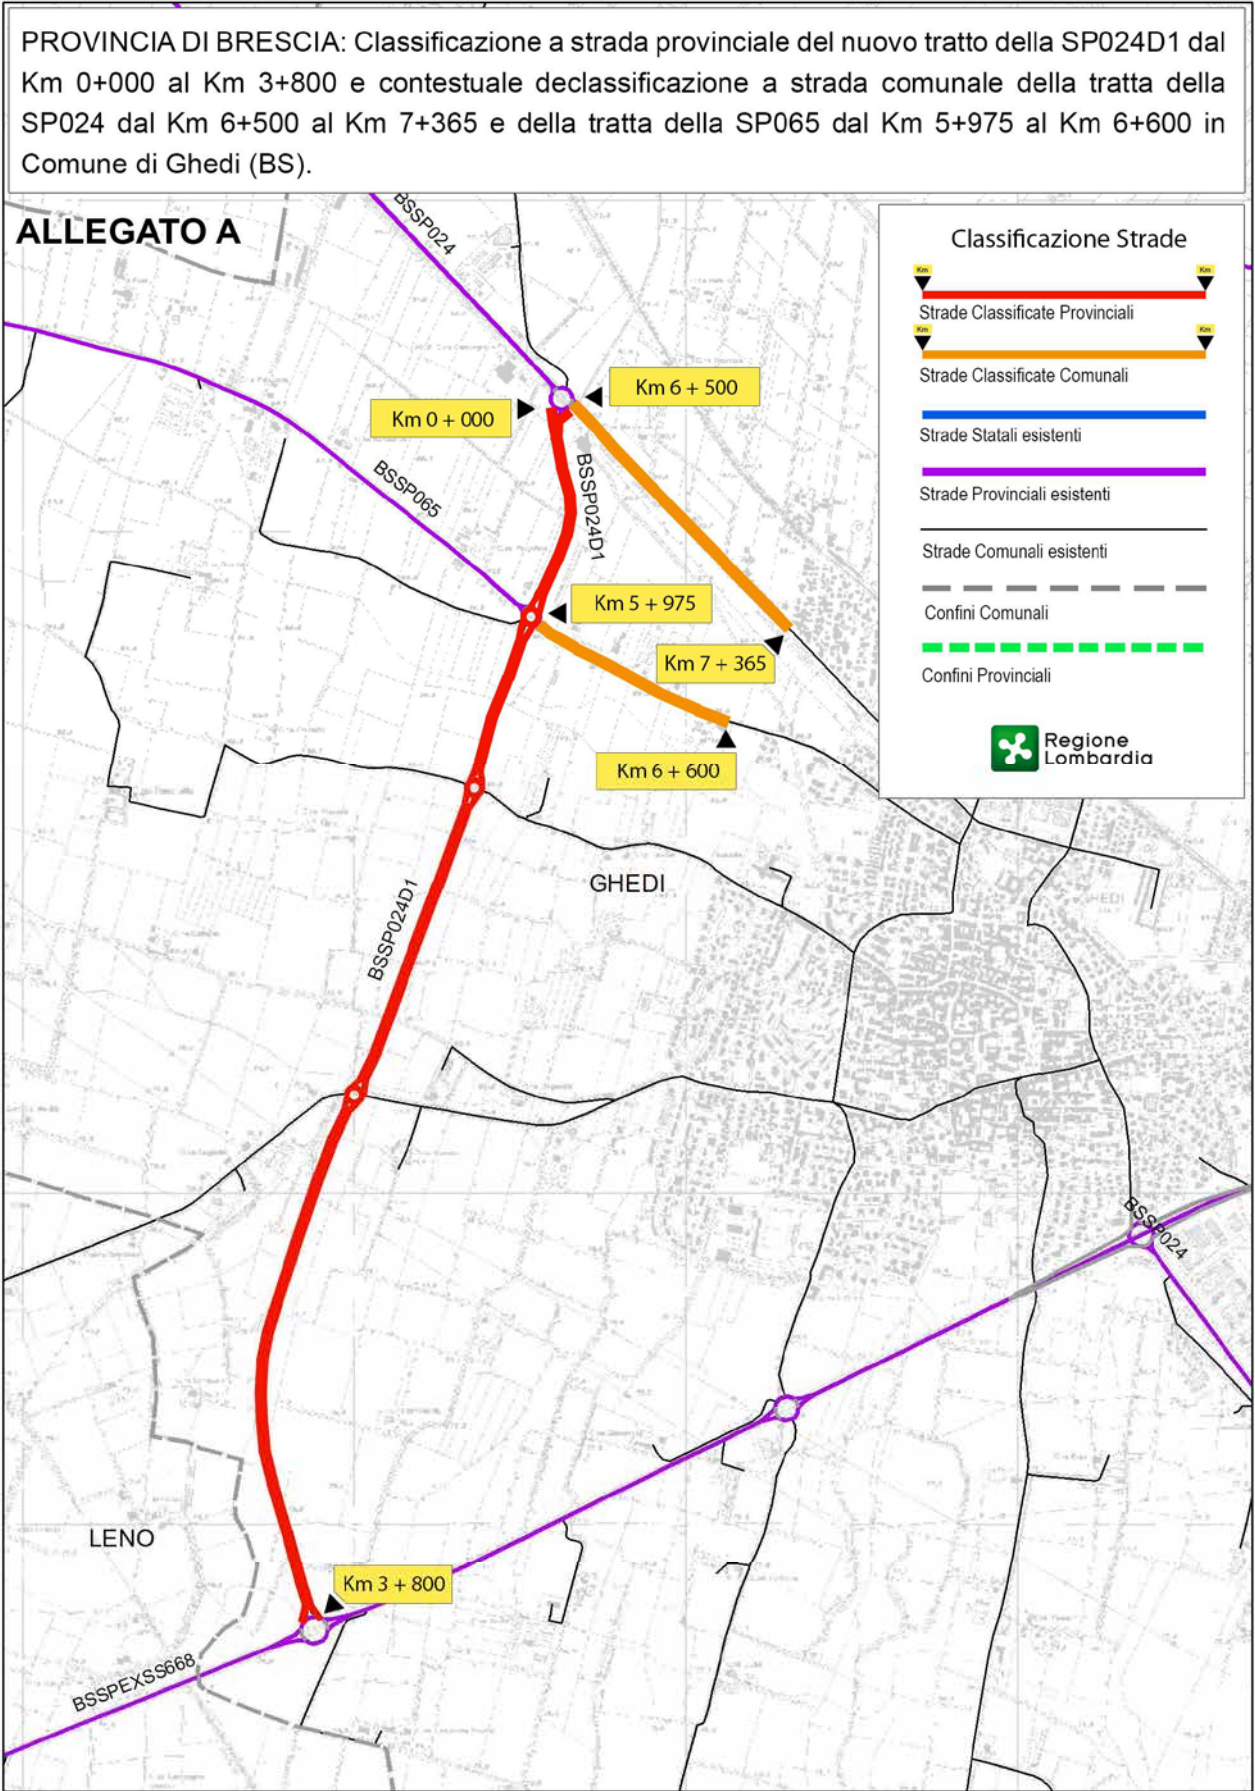 PROVINCIA DI BRESCIA: Classificazione a strada provinciale del nuovo tratto della SP024D1 dal
Km 0+000 al Km 3+800 e contestuale declassificazione a strada comunale della tratta della
SP024 dal Km 6+500 al Km 7+365 e della tratta della SP065 dal Km 5+975 al Km 6+600 in
Comune di Ghedi (BS).
ALLEGATO A
BSSP024
Classificazione Strade
Km
Km
Strade Classificate Provinciali
Km
Km
Strade Classificate Comunali
Strade Statali esistenti
Strade Provinciali esistenti
Strade Comunali esistenti
Confini Comunali
Confini Provinciali
Regione
Lombardia
Km 6 + 500
Km 0 + 000
BSSP065
BSSP024D1
Km 5 + 975
Km 7 + 365
Km 6 + 600
GHEDI
GHEDI
BSSP024D1
BSSP024
LENO
Km 3 + 800
BSSPEXSS668